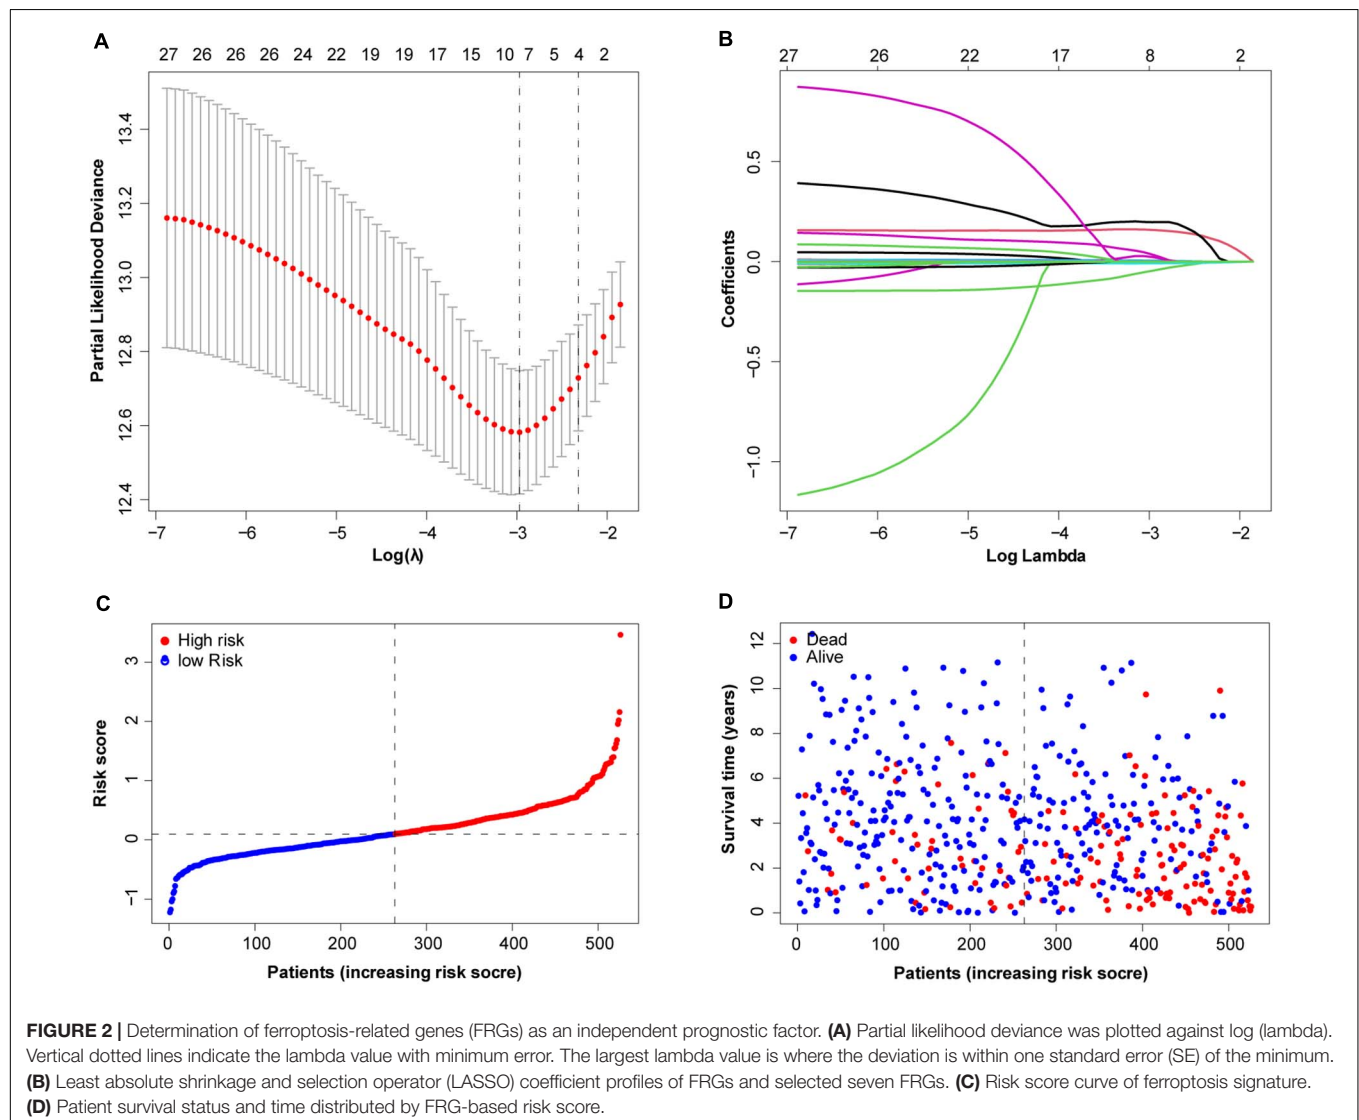 A
27 26 26 26 24 22 19 19 17 15 10 7 5 4 2
Partial Likelihood Deviance
13.4
13.2
13.0
12.8
12.6
12.4
−7 −6 −5 −4 −3 −2
Log(λ)
B
27 26 22 17 8 2
Coefficients
0.5
0.0
−0.5
−1.0
−7 −6 −5 −4 −3 −2
Log Lambda
C
High risk
low Risk
Risk score
3
2
1
0
−1
0 100 200 300 400 500
Patients (increasing risk socre)
D
Dead
Alive
Survival time (years)
12
10
8
6
4
2
0
0 100 200 300 400 500
Patients (increasing risk socre)
FIGURE 2 | Determination of ferroptosis-related genes (FRGs) as an independent prognostic factor. (A) Partial likelihood deviance was plotted against log (lambda).
Vertical dotted lines indicate the lambda value with minimum error. The largest lambda value is where the deviation is within one standard error (SE) of the minimum.
(B) Least absolute shrinkage and selection operator (LASSO) coefficient profiles of FRGs and selected seven FRGs. (C) Risk score curve of ferroptosis signature.
(D) Patient survival status and time distributed by FRG-based risk score.